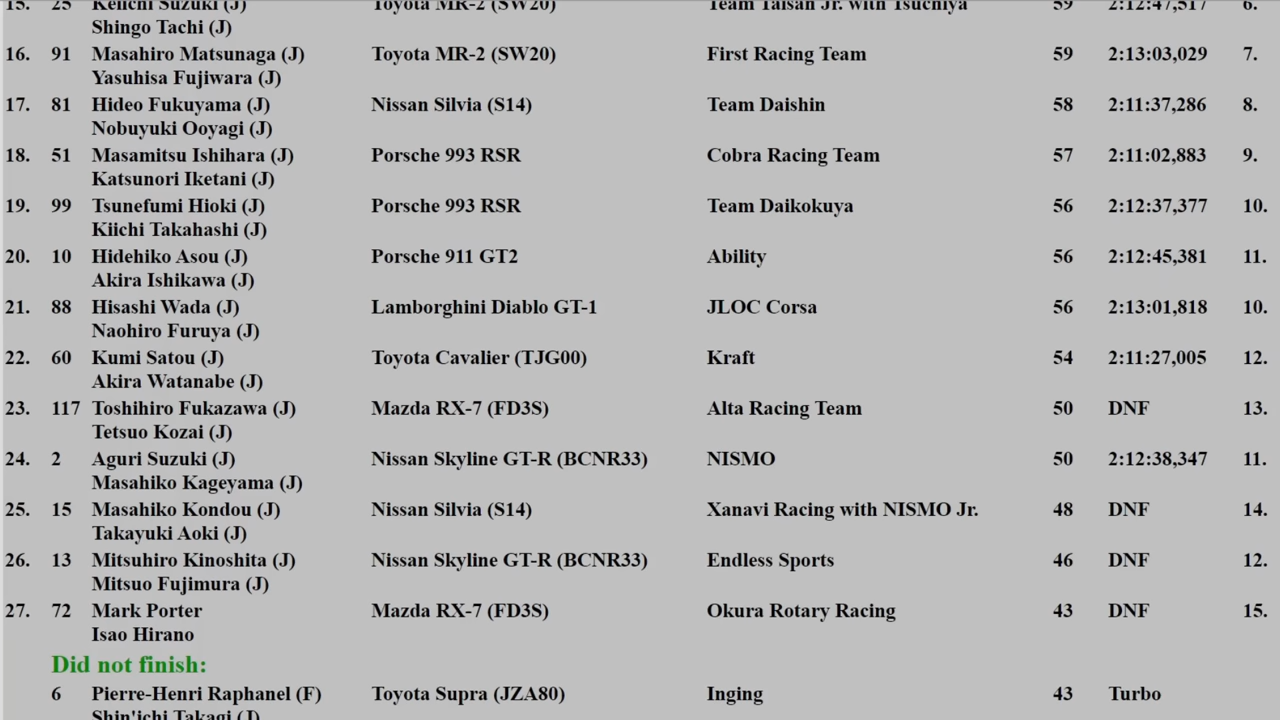 15. 25 Keiichi Suzuki (J) Toyota MR-2 (SW20) Team Taisan Jr. with Tsuchiya 59 2:12:47,517 6.
Shingo Tachi (J)
16. 91 Masahiro Matsunaga (J) Toyota MR-2 (SW20) First Racing Team 59 2:13:03,029 7.
Yasuhisa Fujiwara (J)
17. 81 Hideo Fukuyama (J) Nissan Silvia (S14) Team Daishin 58 2:11:37,286 8.
Nobuyuki Ooyagi (J)
18. 51 Masamitsu Ishihara (J) Porsche 993 RSR Cobra Racing Team 57 2:11:02,883 9.
Katsunori Iketani (J)
19. 99 Tsunefumi Hioki (J) Porsche 993 RSR Team Daikokuya 56 2:12:37,377 10.
Kiichi Takahashi (J)
20. 10 Hidehiko Asou (J) Porsche 911 GT2 Ability 56 2:12:45,381 11.
Akira Ishikawa (J)
21. 88 Hisashi Wada (J) Lamborghini Diablo GT-1 JLOC Corsa 56 2:13:01,818 10.
Naohiro Furuya (J)
22. 60 Kumi Satou (J) Toyota Cavalier (TJG00) Kraft 54 2:11:27,005 12.
Akira Watanabe (J)
23. 117 Toshihiro Fukazawa (J) Mazda RX-7 (FD3S) Alta Racing Team 50 DNF 13.
Tetsuo Kozai (J)
24. 2 Aguri Suzuki (J) Nissan Skyline GT-R (BCNR33) NISMO 50 2:12:38,347 11.
Masahiko Kageyama (J)
25. 15 Masahiko Kondou (J) Nissan Silvia (S14) Xanavi Racing with NISMO Jr. 48 DNF 14.
Takayuki Aoki (J)
26. 13 Mitsuhiro Kinoshita (J) Nissan Skyline GT-R (BCNR33) Endless Sports 46 DNF 12.
Mitsuo Fujimura (J)
27. 72 Mark Porter Mazda RX-7 (FD3S) Okura Rotary Racing 43 DNF 15.
Isao Hirano
Did not finish:
6 Pierre-Henri Raphanel (F) Toyota Supra (JZA80) Inging 43 Turbo
Shin'ichi Takagi (J)